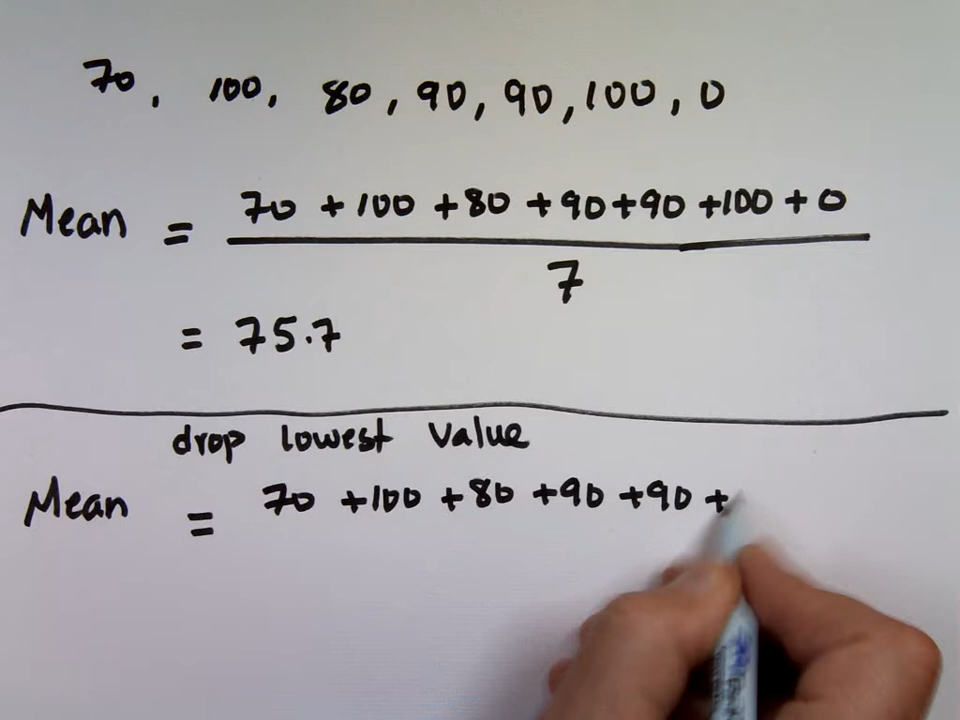 70, 100, 80, 90, 90, 100, 0
Mean = 70 + 100 + 80 + 90 + 90 + 100 + 0
7
= 75.7
drop lowest value
Mean = 70 + 100 + 80 + 90 + 90 +